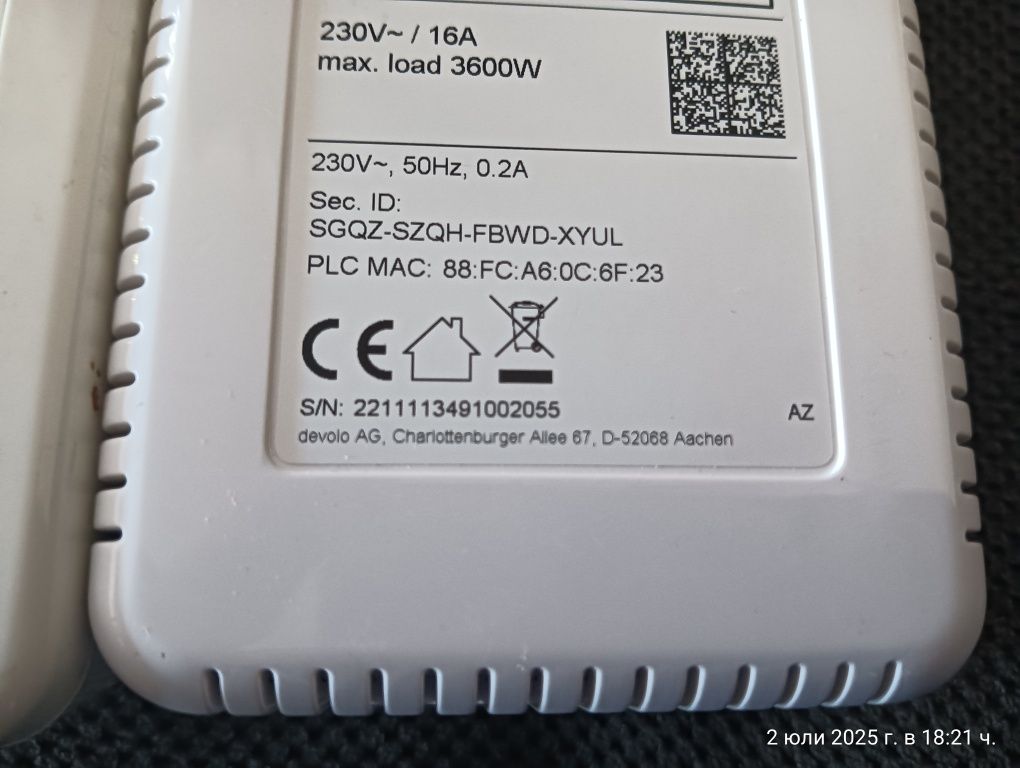 230V~ / 16A
max. load 3600W
230V~, 50Hz, 0.2A
Sec. ID:
SGQZ-SZQH-FBWD-XYUL
PLC MAC: 88:FC:A6:0C:6F:23
CE
S/N: 2211113491002055
AZ
devolo AG, Charlottenburger Allee 67, D-52068 Aachen
2 юли 2025 г. в 18:21 ч.